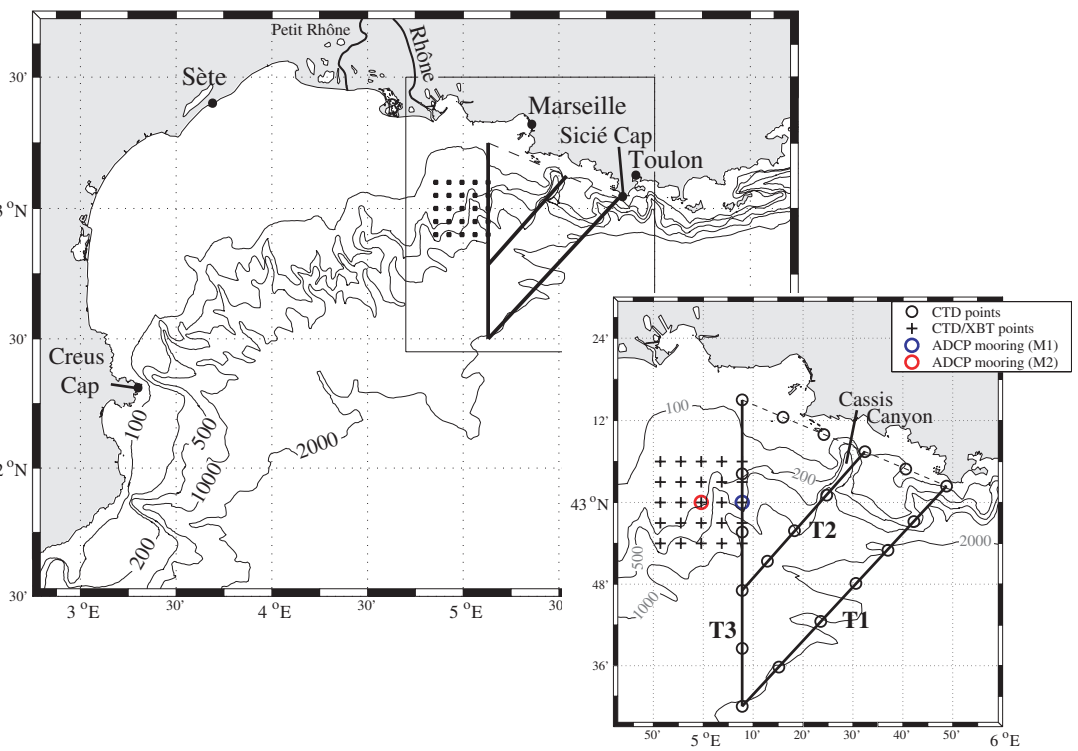 Petit Rhône
Rhône
30'
Sète
Marseille
Sicié Cap
Toulon
3 °N
30'
Creus
Cap
100
500
1000
2000
200
2 °N
30'
3 °E
30'
4 °E
30'
5 °E
CTD points
CTD/XBT points
ADCP mooring (M1)
ADCP mooring (M2)
24'
12'
43 °N
48'
36'
100
Cassis
Canyon
200
T2
2000
500
1000
T3
T1
50'
5 °E
10'
20'
30'
40'
50'
6 °E